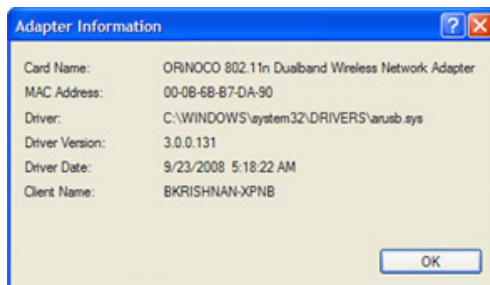 Adapter Information
Card Name: ORiNOCO 802.11n Dualband Wireless Network Adapter
MAC Address: 00-0B-6B-B7-DA-90
Driver: C:\WINDOWS\system32\DRIVERS\arusb.sys
Driver Version: 3.0.0.131
Driver Date: 9/23/2008 5:18:22 AM
Client Name: BKRISHNAN-XPNB
OK